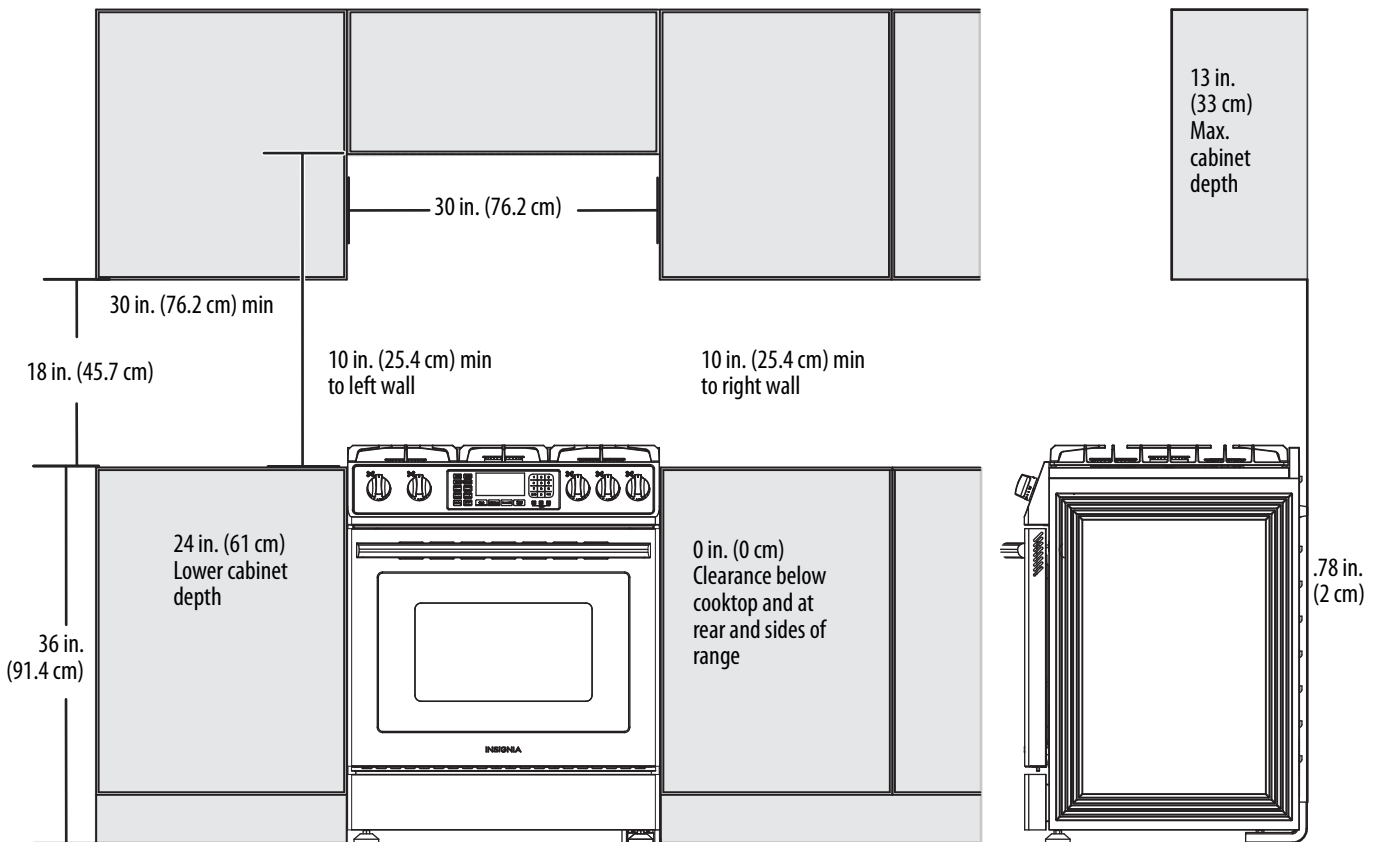 13 in.
(33 cm)
Max.
cabinet
depth
30 in. (76.2 cm)
30 in. (76.2 cm) min
18 in. (45.7 cm)
10 in. (25.4 cm) min
to left wall
10 in. (25.4 cm) min
to right wall
24 in. (61 cm)
Lower cabinet
depth
0 in. (0 cm)
Clearance below
cooktop and at
rear and sides of
range
.78 in.
(2 cm)
36 in.
(91.4 cm)
INSIGNIA